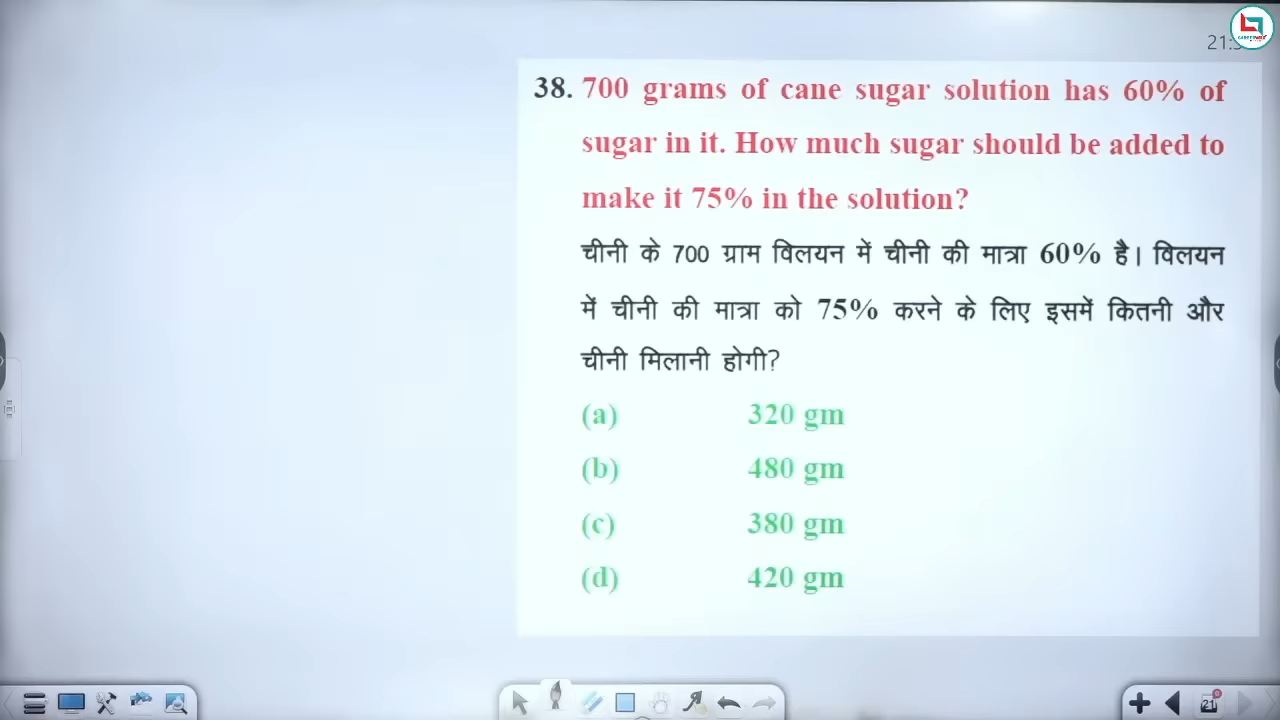 21:
38. 700 grams of cane sugar solution has 60% of
sugar in it. How much sugar should be added to
make it 75% in the solution?
चीनी के 700 ग्राम विलयन में चीनी की मात्रा 60% है। विलयन
में चीनी की मात्रा को 75% करने के लिए इसमें कितनी और
चीनी मिलानी होगी?
(a) 320 gm
(b) 480 gm
(c) 380 gm
(d) 420 gm
21